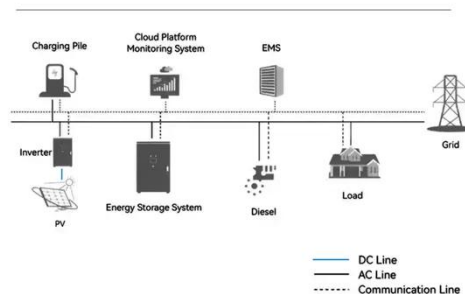 Charging Pile
Cloud Platform
Monitoring System
EMS
Grid
Inverter
PV
Energy Storage System
Diesel
Load
DC Line
AC Line
Communication Line